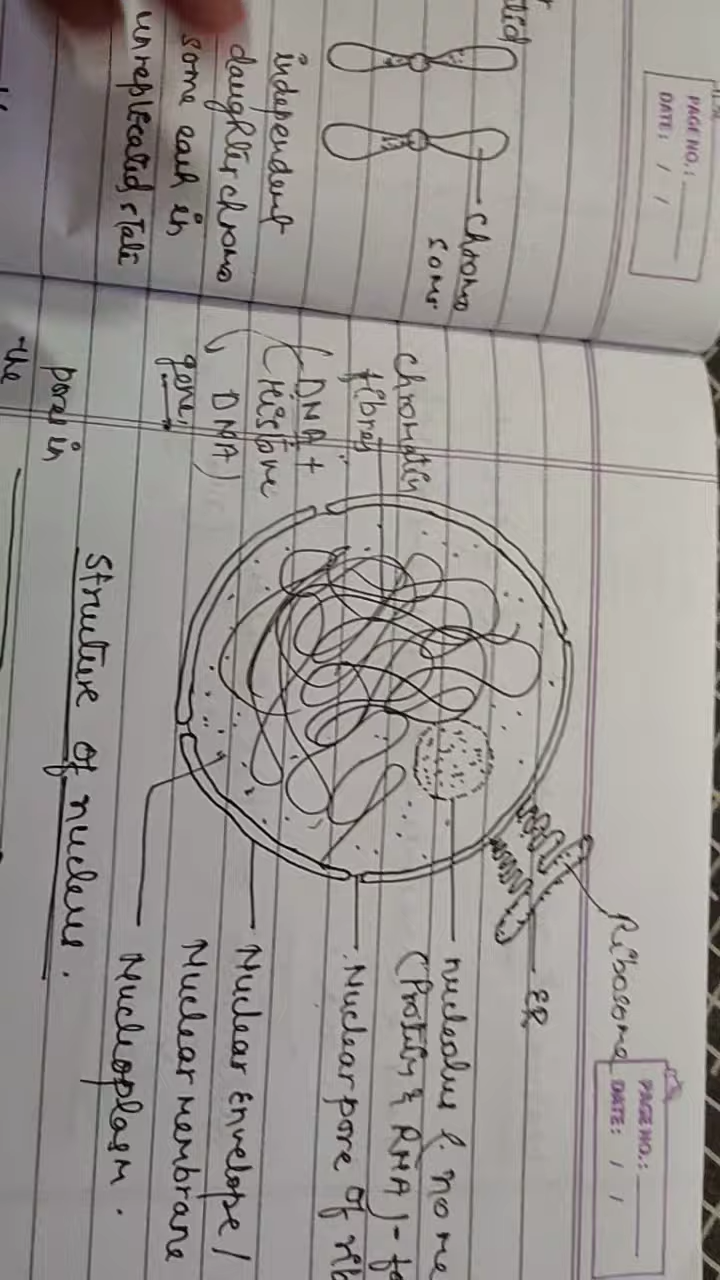 PAGE NO.:
DATE: / /
Chromo
some
independent
daughter chromo
some each in
unreplicated state
PAGE NO.:
DATE: / /
Ribosome
ER
Chromatin
fibres
(DNA +
(Histone
( DNA)
gene,
nucleolus
(Protein & RNA) -
Nuclear pore of
Nuclear Envelope /
Nuclear membrane
Nucleoplasm.
Structure of nucleus.
pores in
the